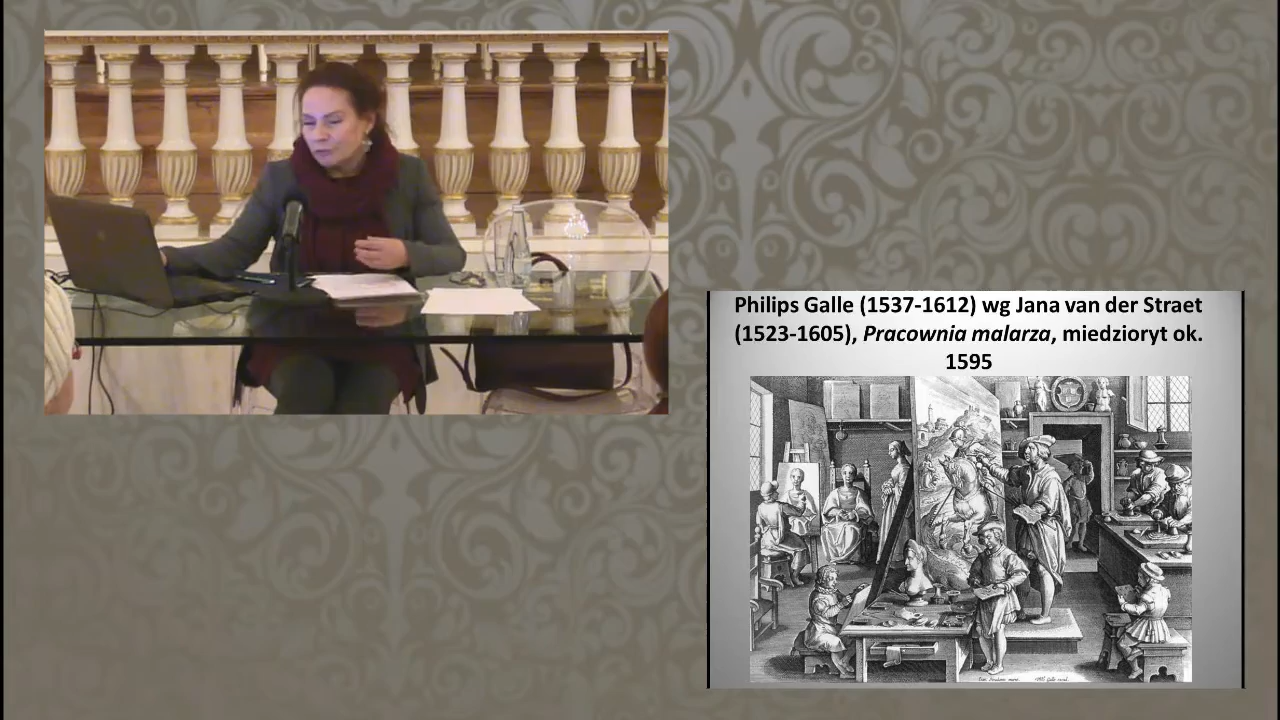 Philips Galle (1537-1612) wg Jana van der Straet
(1523-1605), Pracownia malarza, miedzioryt ok.
1595